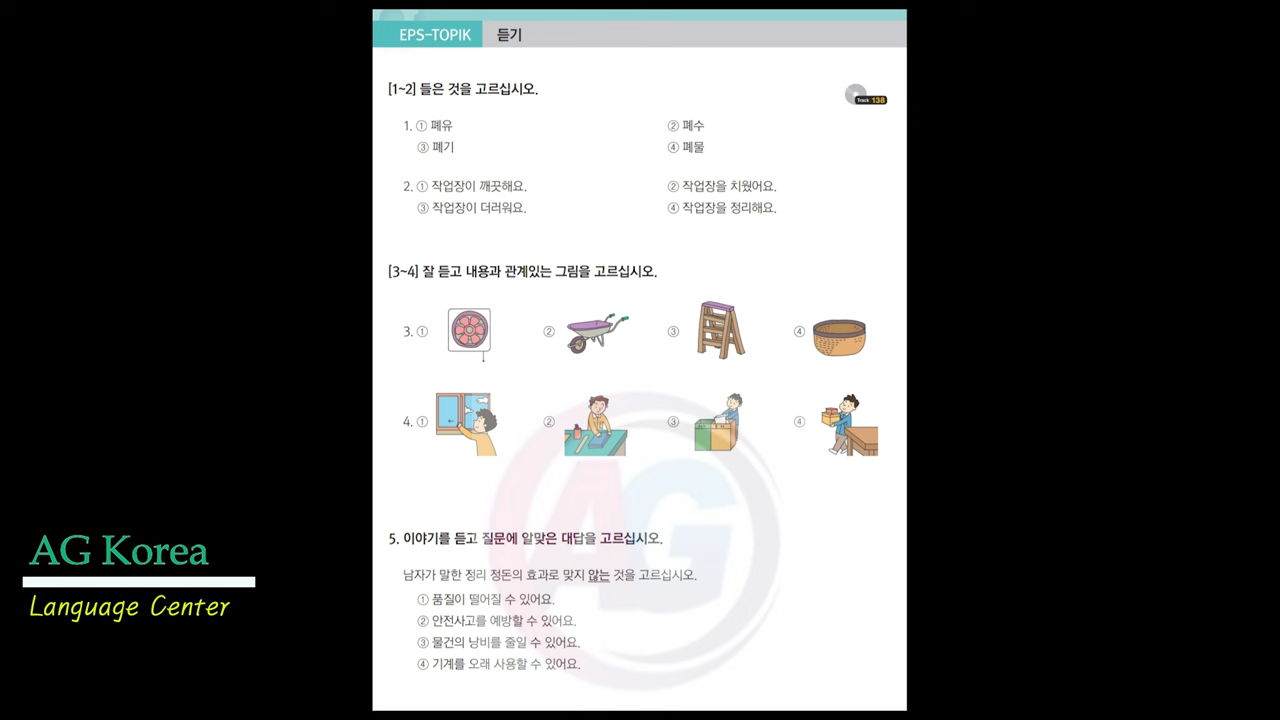 EPS-TOPIK 듣기
[1~2] 들은 것을 고르십시오.
Track 138
1. ① 폐유 ② 폐수
③ 폐기 ④ 폐물
2. ① 작업장이 깨끗해요. ② 작업장을 치웠어요.
③ 작업장이 더러워요. ④ 작업장을 정리해요.
[3~4] 잘 듣고 내용과 관계있는 그림을 고르십시오.
3. ① ② ③ ④
4. ① ② ③ ④
AG
5. 이야기를 듣고 질문에 알맞은 대답을 고르십시오.
남자가 말한 정리 정돈의 효과로 맞지 않는 것을 고르십시오.
① 품질이 떨어질 수 있어요.
② 안전사고를 예방할 수 있어요.
③ 물건의 낭비를 줄일 수 있어요.
④ 기계를 오래 사용할 수 있어요.
AG Korea
Language Center